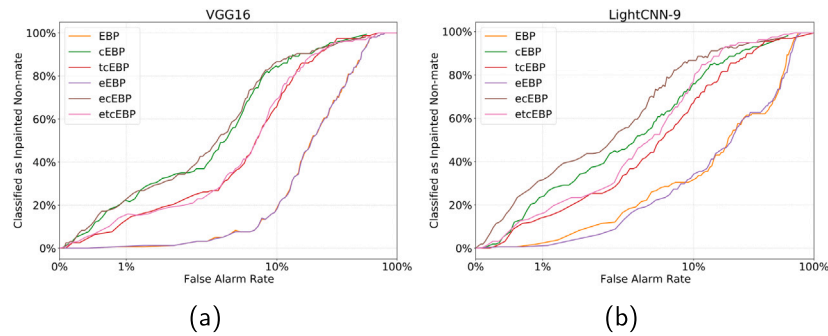 VGG16
Classified as Inpainted Non-mate
100%
80%
60%
40%
20%
0%
EBP
cEBP
tcEBP
eEBP
ecEBP
etcEBP
0% 1% 10% 100%
False Alarm Rate
(a)
LightCNN-9
Classified as Inpainted Non-mate
100%
80%
60%
40%
20%
0%
EBP
cEBP
tcEBP
eEBP
ecEBP
etcEBP
0% 1% 10% 100%
False Alarm Rate
(b)